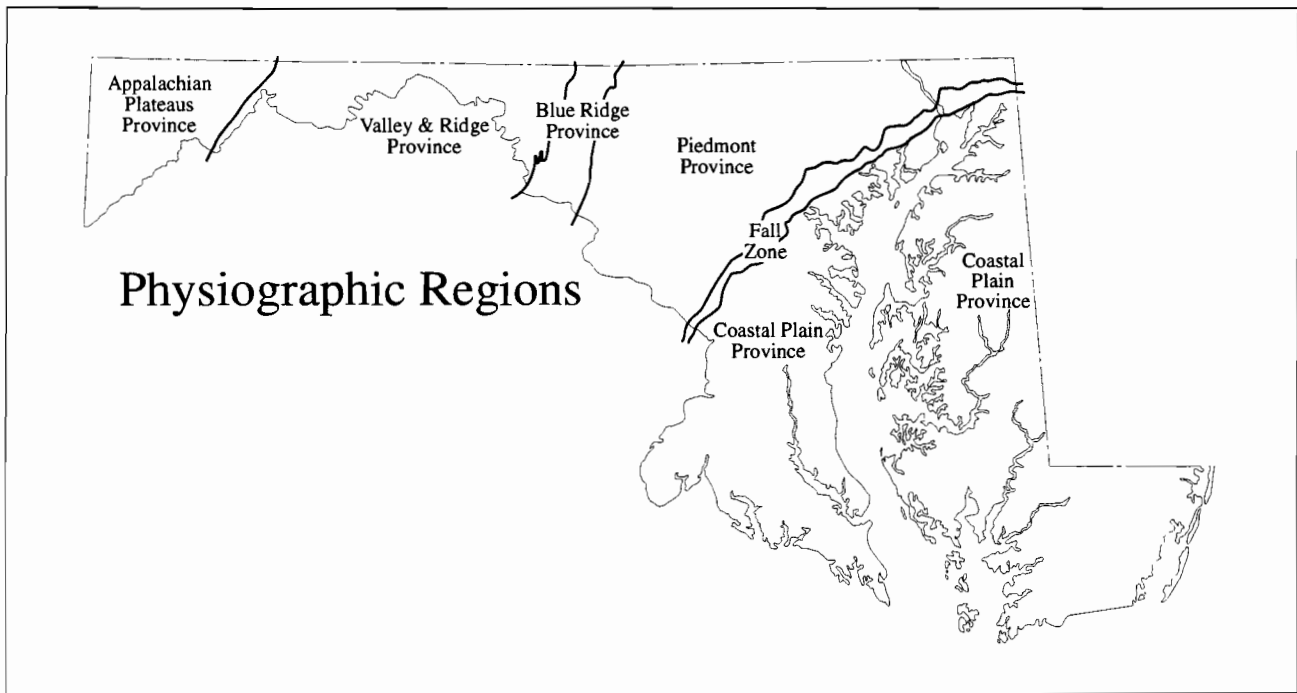 Appalachian
Plateaus
Province
Valley & Ridge
Province
Blue Ridge
Province
Piedmont
Province
Fall
Zone
Coastal
Plain
Province
Physiographic Regions
Coastal Plain
Province